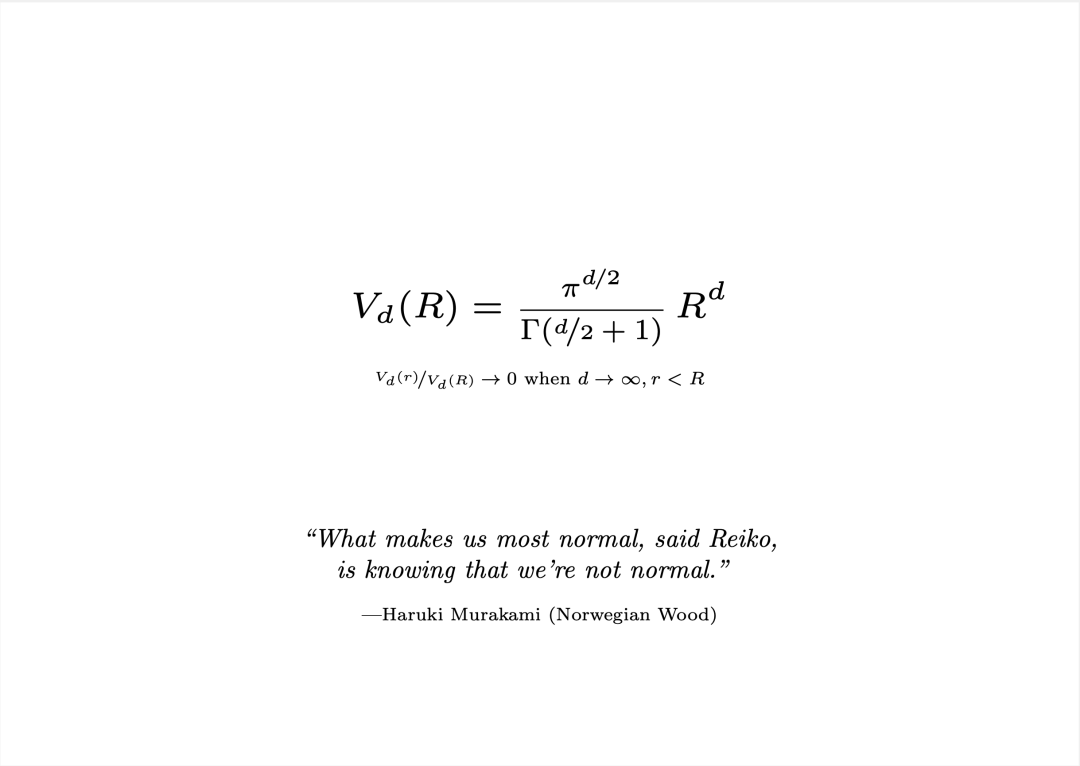 V_d(R) = \frac{π^{d/2}}{Γ(d/2 + 1)} R^d
V_d(r)/V_d(R) → 0 when d → ∞, r < R
“What makes us most normal, said Reiko,
is knowing that we’re not normal.”
—Haruki Murakami (Norwegian Wood)